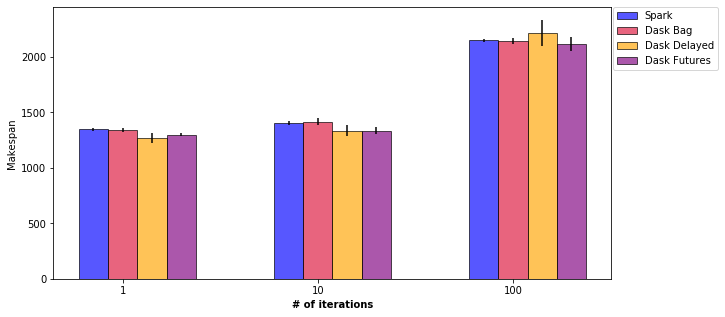 Spark
Dask Bag
Dask Delayed
Dask Futures
Makespan
2000
1500
1000
500
0
1
10
100
# of iterations